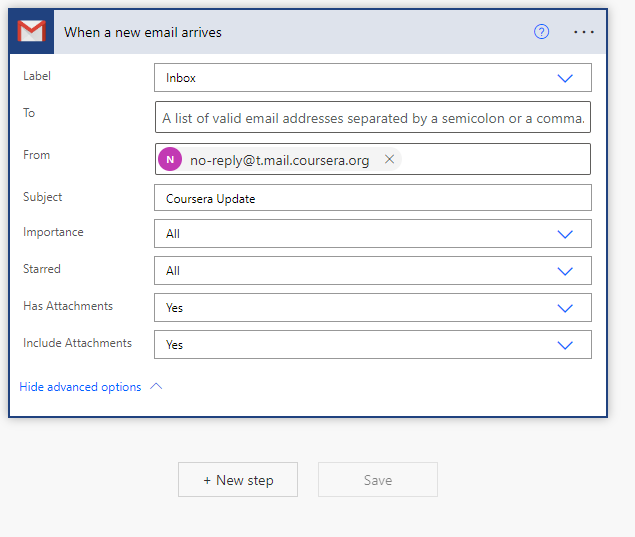 When a new email arrives
?
Label
Inbox
To
A list of valid email addresses separated by a semicolon or a comma.
From
N no-reply@t.mail.coursera.org
Subject
Coursera Update
Importance
All
Starred
All
Has Attachments
Yes
Include Attachments
Yes
Hide advanced options
+ New step
Save